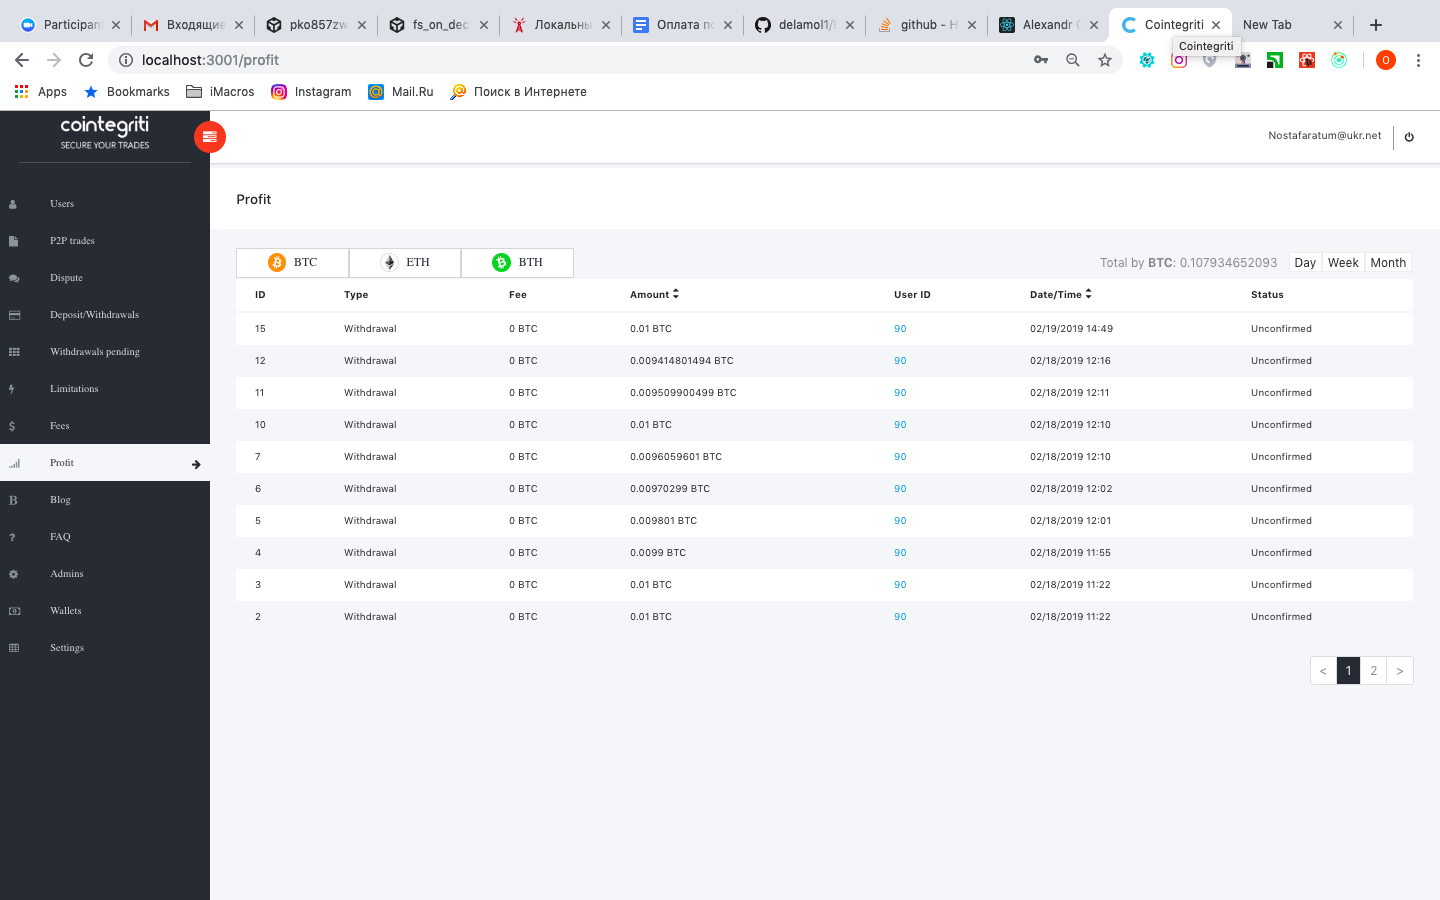 Participan
Входящие
pko857zw
fs_on_dec
Локальны
Оплата по
delamol1/
github - H
Alexandr
Cointegriti
New Tab
localhost:3001/profit
Cointegriti
O
Apps
Bookmarks
iMacros
Instagram
Mail.Ru
Поиск в Интернете
cointegriti
SECURE YOUR TRADES
Nostafaratum@ukr.net
Users
P2P trades
Dispute
Deposit/Withdrawals
Withdrawals pending
Limitations
Fees
Profit
Blog
FAQ
Admins
Wallets
Settings
Profit
BTC ETH BTH
Total by BTC: 0.107934652093 Day Week Month
ID Type Fee Amount User ID Date/Time Status
15 Withdrawal 0 BTC 0.01 BTC 90 02/19/2019 14:49 Unconfirmed
12 Withdrawal 0 BTC 0.009414801494 BTC 90 02/18/2019 12:16 Unconfirmed
11 Withdrawal 0 BTC 0.009509900499 BTC 90 02/18/2019 12:11 Unconfirmed
10 Withdrawal 0 BTC 0.01 BTC 90 02/18/2019 12:10 Unconfirmed
7 Withdrawal 0 BTC 0.0096059601 BTC 90 02/18/2019 12:10 Unconfirmed
6 Withdrawal 0 BTC 0.00970299 BTC 90 02/18/2019 12:02 Unconfirmed
5 Withdrawal 0 BTC 0.009801 BTC 90 02/18/2019 12:01 Unconfirmed
4 Withdrawal 0 BTC 0.0099 BTC 90 02/18/2019 11:55 Unconfirmed
3 Withdrawal 0 BTC 0.01 BTC 90 02/18/2019 11:22 Unconfirmed
2 Withdrawal 0 BTC 0.01 BTC 90 02/18/2019 11:22 Unconfirmed
< 1 2 >